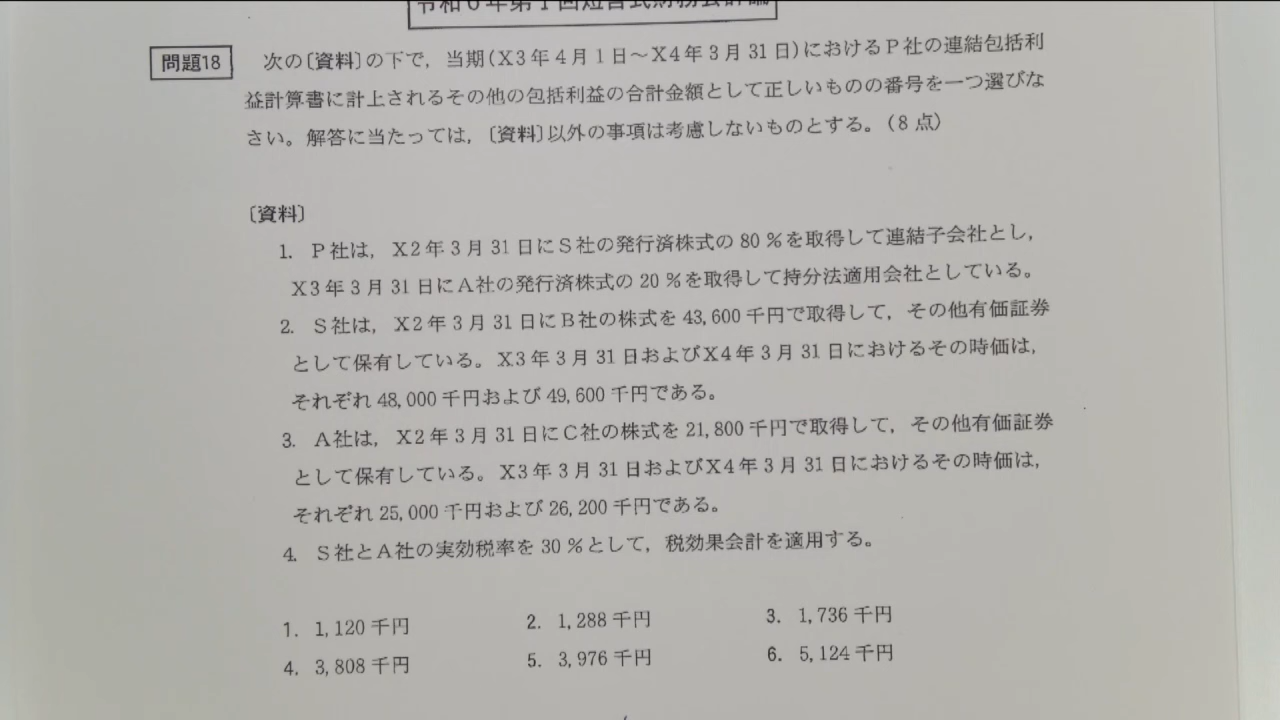 令和6年第1回短答式財務会計論
問題18 次の〔資料〕の下で，当期(X3年4月1日～X4年3月31日)におけるP社の連結包括利
益計算書に計上されるその他の包括利益の合計金額として正しいものの番号を一つ選びな
さい。解答に当たっては，〔資料〕以外の事項は考慮しないものとする。（8点）
〔資料〕
1. P社は，X2年3月31日にS社の発行済株式の80％を取得して連結子会社とし，
X3年3月31日にA社の発行済株式の20％を取得して持分法適用会社としている。
2. S社は，X2年3月31日にB社の株式を43,600千円で取得して，その他有価証券
として保有している。X3年3月31日およびX4年3月31日におけるその時価は，
それぞれ48,000千円および49,600千円である。
3. A社は，X2年3月31日にC社の株式を21,800千円で取得して，その他有価証券
として保有している。X3年3月31日およびX4年3月31日におけるその時価は，
それぞれ25,000千円および26,200千円である。
4. S社とA社の実効税率を30％として，税効果会計を適用する。
1. 1,120千円 2. 1,288千円 3. 1,736千円
4. 3,808千円 5. 3,976千円 6. 5,124千円